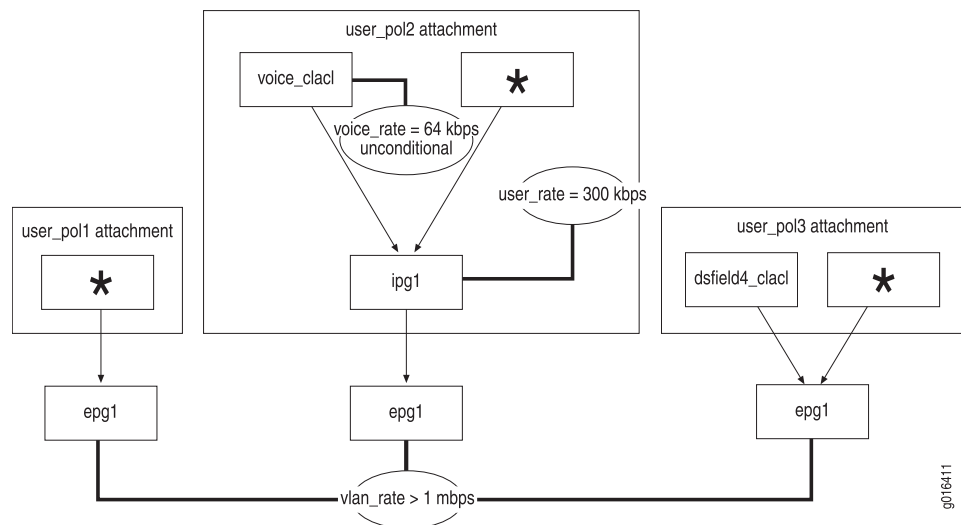 user_pol2 attachment
voice_clacl
*
voice_rate = 64 kbps
unconditional
user_rate = 300 kbps
user_pol1 attachment
*
ipg1
user_pol3 attachment
dsfield4_clacl
*
epg1
epg1
epg1
vlan_rate > 1 mbps
g016411